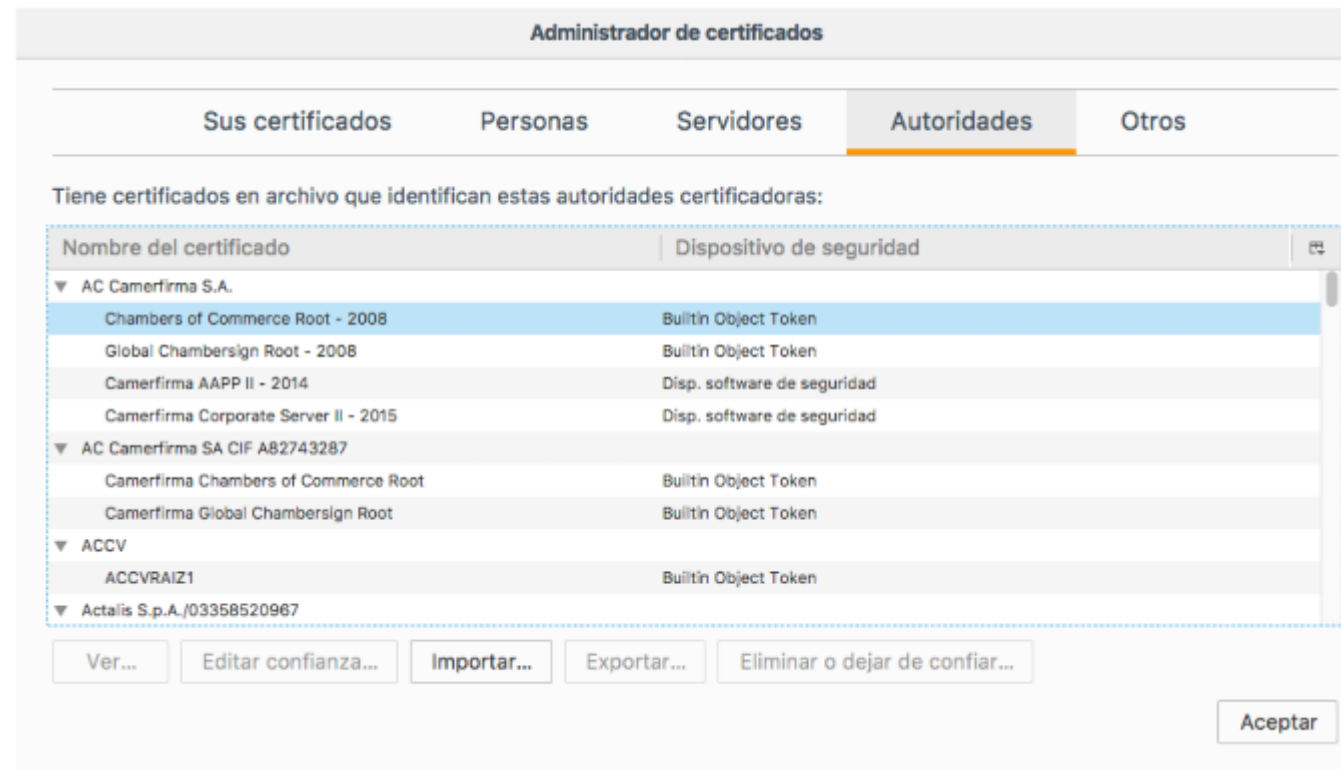 Administrador de certificados
Sus certificados Personas Servidores Autoridades Otros
Tiene certificados en archivo que identifican estas autoridades certificadoras:
Nombre del certificado Dispositivo de seguridad
AC Camerfirma S.A.
Chambers of Commerce Root - 2008 Builtin Object Token
Global Chambersign Root - 2008 Builtin Object Token
Camerfirma AAPP II - 2014 Disp. software de seguridad
Camerfirma Corporate Server II - 2015 Disp. software de seguridad
AC Camerfirma SA CIF A82743287
Camerfirma Chambers of Commerce Root Builtin Object Token
Camerfirma Global Chambersign Root Builtin Object Token
ACCV
ACCVRAIZ1 Builtin Object Token
Actalis S.p.A./03358520967
Ver... Editar confianza... Importar... Exportar... Eliminar o dejar de confiar...
Aceptar